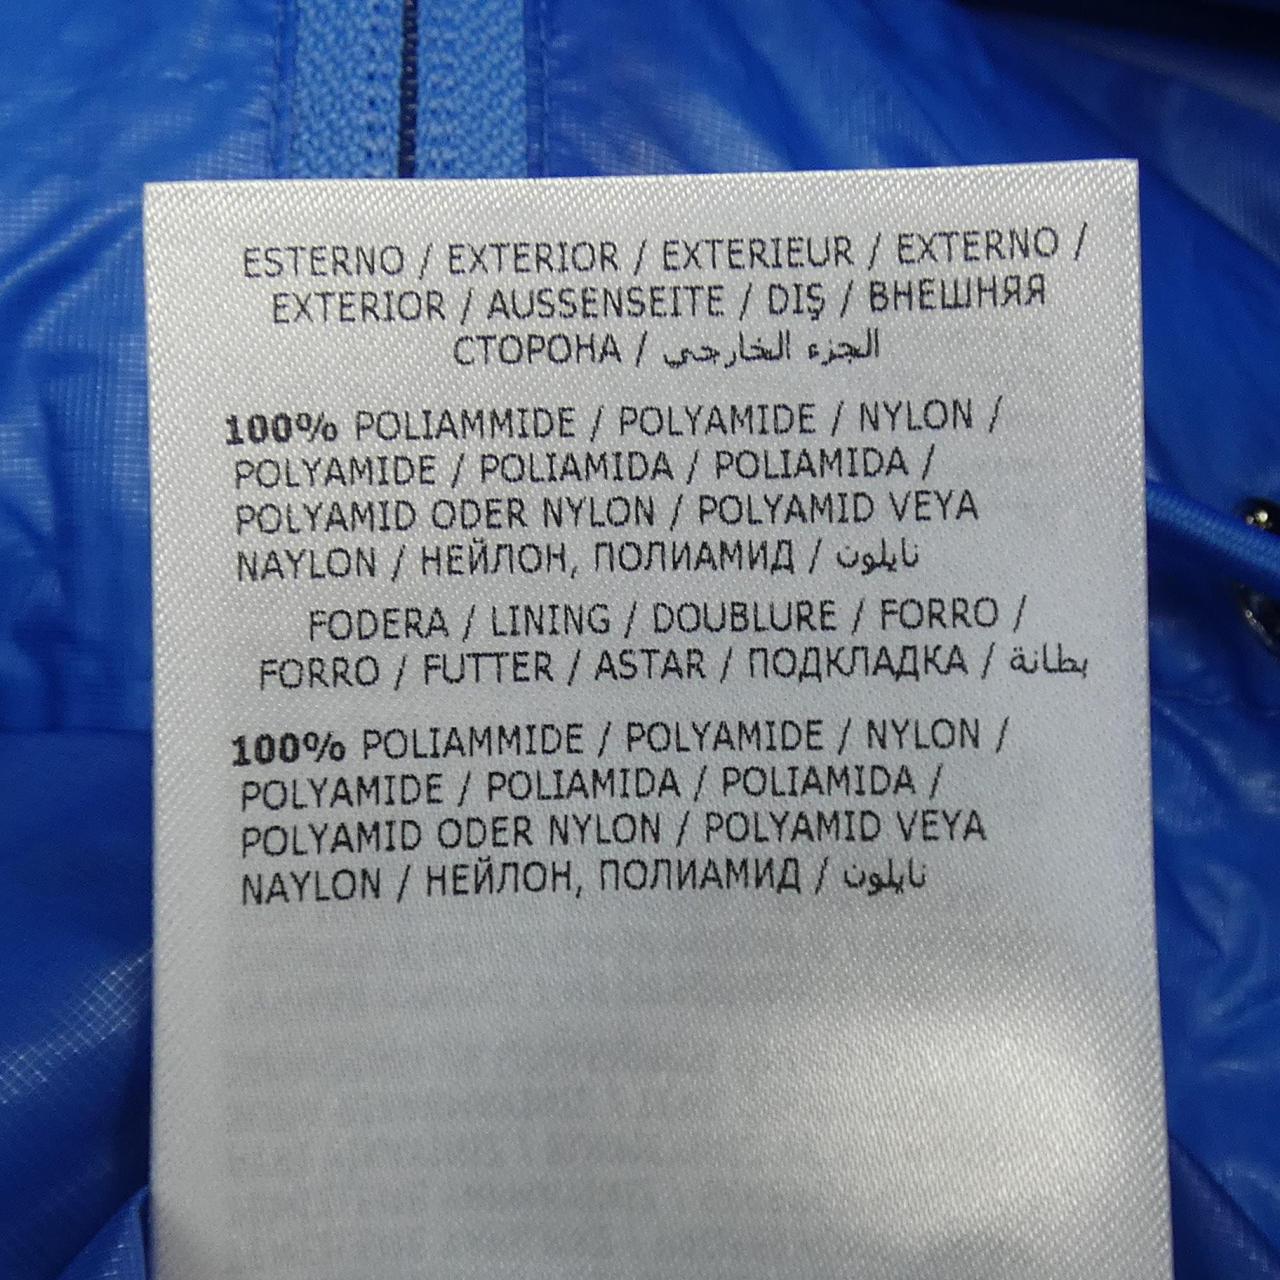 ESTERNO / EXTERIOR / EXTERIEUR / EXTERNO /
EXTERIOR / AUSSENSEITE / DIŞ / ВНЕШНЯЯ
СТОРОНА / الجزء الخارجي
100% POLIAMMIDE / POLYAMIDE / NYLON /
POLYAMIDE / POLIAMIDA / POLIAMIDA /
POLYAMID ODER NYLON / POLYAMID VEYA
NAYLON / НЕЙЛОН, ПОЛИАМИД / نايلون
FODERA / LINING / DOUBLURE / FORRO /
FORRO / FUTTER / ASTAR / ПОДКЛАДКА / بطانة
100% POLIAMMIDE / POLYAMIDE / NYLON /
POLYAMIDE / POLIAMIDA / POLIAMIDA /
POLYAMID ODER NYLON / POLYAMID VEYA
NAYLON / НЕЙЛОН, ПОЛИАМИД / نايلون